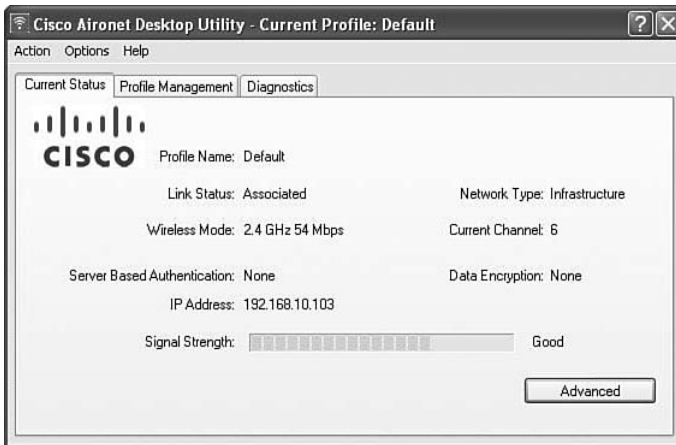 Cisco Aironet Desktop Utility - Current Profile: Default
Action Options Help
Current Status Profile Management Diagnostics
CISCO
Profile Name: Default
Link Status: Associated Network Type: Infrastructure
Wireless Mode: 2.4 GHz 54 Mbps Current Channel: 6
Server Based Authentication: None Data Encryption: None
IP Address: 192.168.10.103
Signal Strength: Good
Advanced